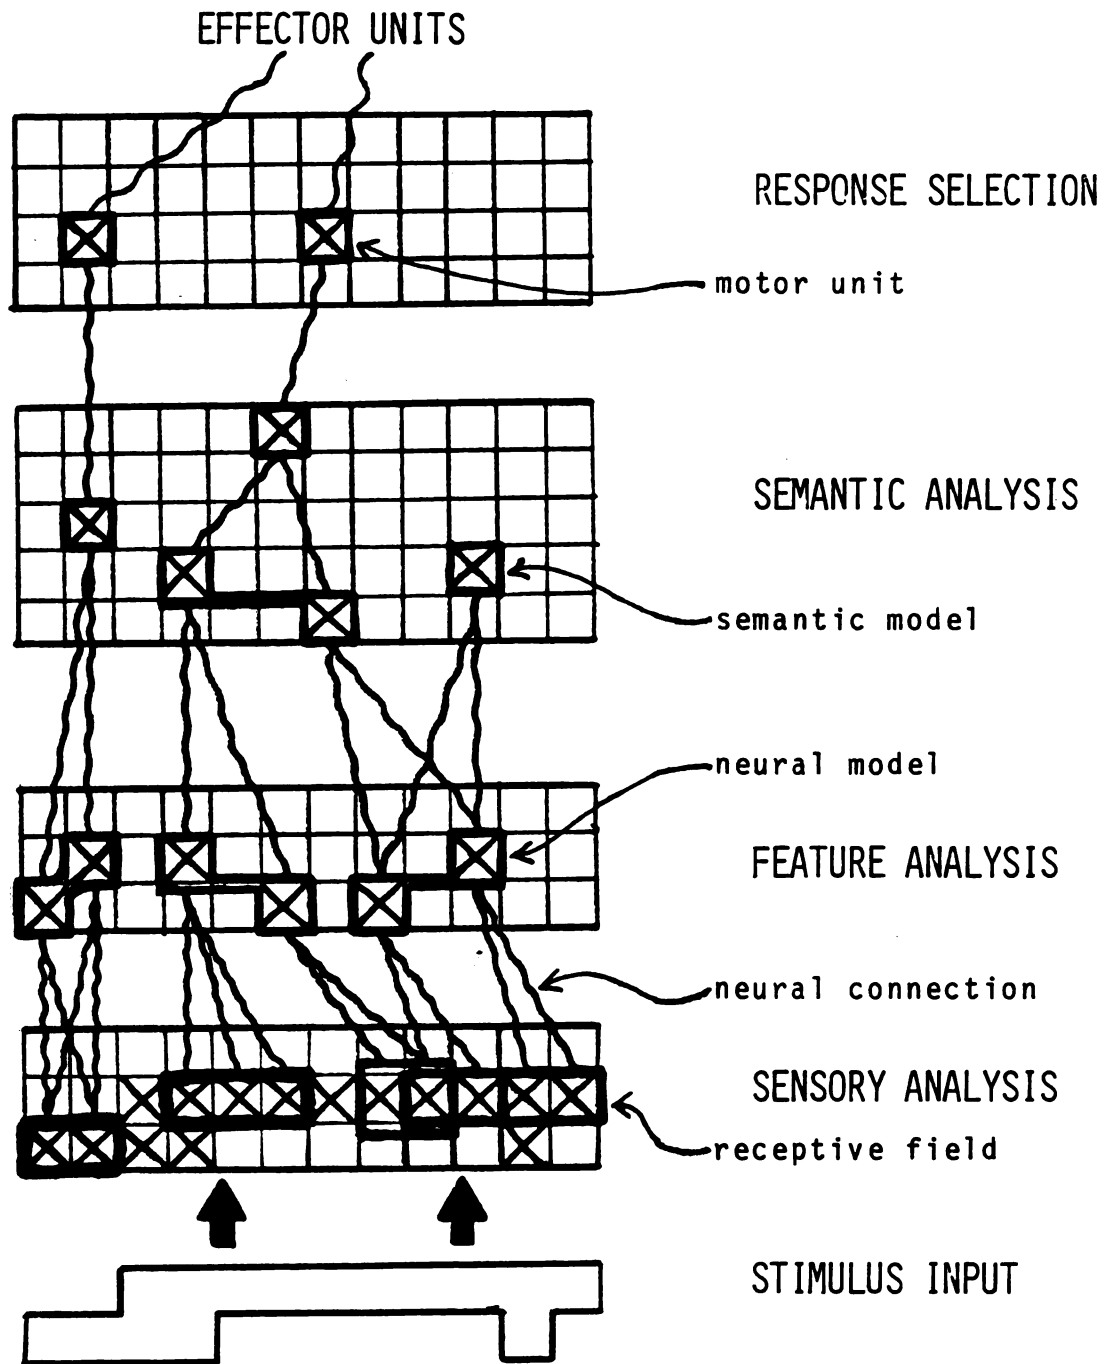 EFFECTOR UNITS
RESPONSE SELECTION
motor unit
SEMANTIC ANALYSIS
semantic model
neural model
FEATURE ANALYSIS
neural connection
SENSORY ANALYSIS
receptive field
STIMULUS INPUT